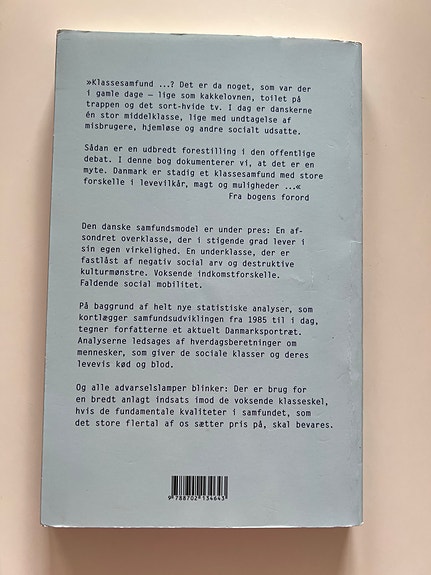 »Klassesamfund ...? Det er da noget, som var der
i gamle dage – lige som kakkelovnen, toilet på
trappen og det sort-hvide tv. I dag er danskerne
én stor middelklasse, lige med undtagelse af
misbrugere, hjemløse og andre socialt udsatte.
Sådan er en udbredt forestilling i den offentlige
debat. I denne bog dokumenterer vi, at det er en
myte. Danmark er stadig et klassesamfund med store
forskelle i levevilkår, magt og muligheder ...«
Fra bogens forord
Den danske samfundsmodel er under pres: En af-
sondret overklasse, der i stigende grad lever i
sin egen virkelighed. En underklasse, der er
fastlåst af negativ social arv og destruktive
kulturmønstre. Voksende indkomstforskelle.
Faldende social mobilitet.
På baggrund af helt nye statistiske analyser, som
kortlægger samfundsudviklingen fra 1985 til i dag,
tegner forfatterne et aktuelt Danmarksportræt.
Analyserne ledsages af hverdagsberetninger om
mennesker, som giver de sociale klasser og deres
levevis kød og blod.
Og alle advarselslamper blinker: Der er brug for
en bredt anlagt indsats imod de voksende klasseskel,
hvis de fundamentale kvaliteter i samfundet, som
det store flertal af os sætter pris på, skal bevares.
9 788702 134643